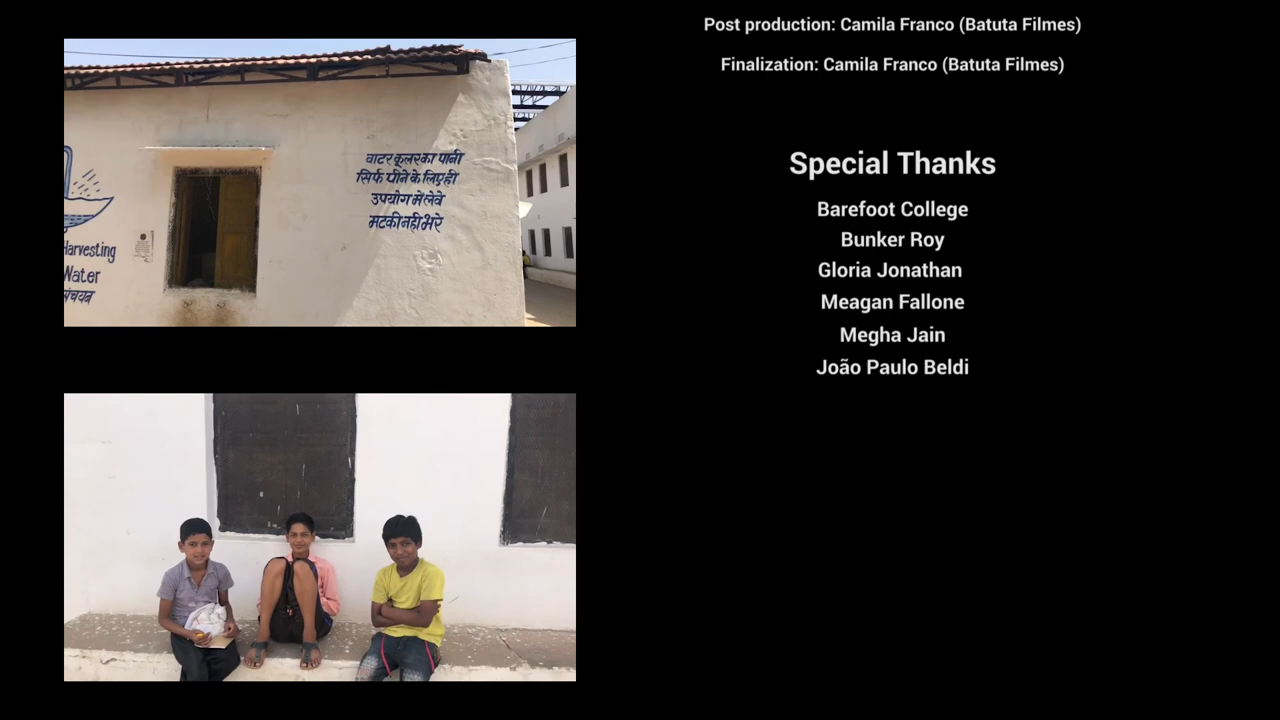 Post production: Camila Franco (Batuta Filmes)
Finalization: Camila Franco (Batuta Filmes)
Special Thanks
Barefoot College
Bunker Roy
Gloria Jonathan
Meagan Fallone
Megha Jain
João Paulo Beldi
वाटर कूलर का पानी
सिर्फ पीने के लिए ही
उपयोग में लेवे
मटकी नही भरे
Harvesting
Water
संचयन